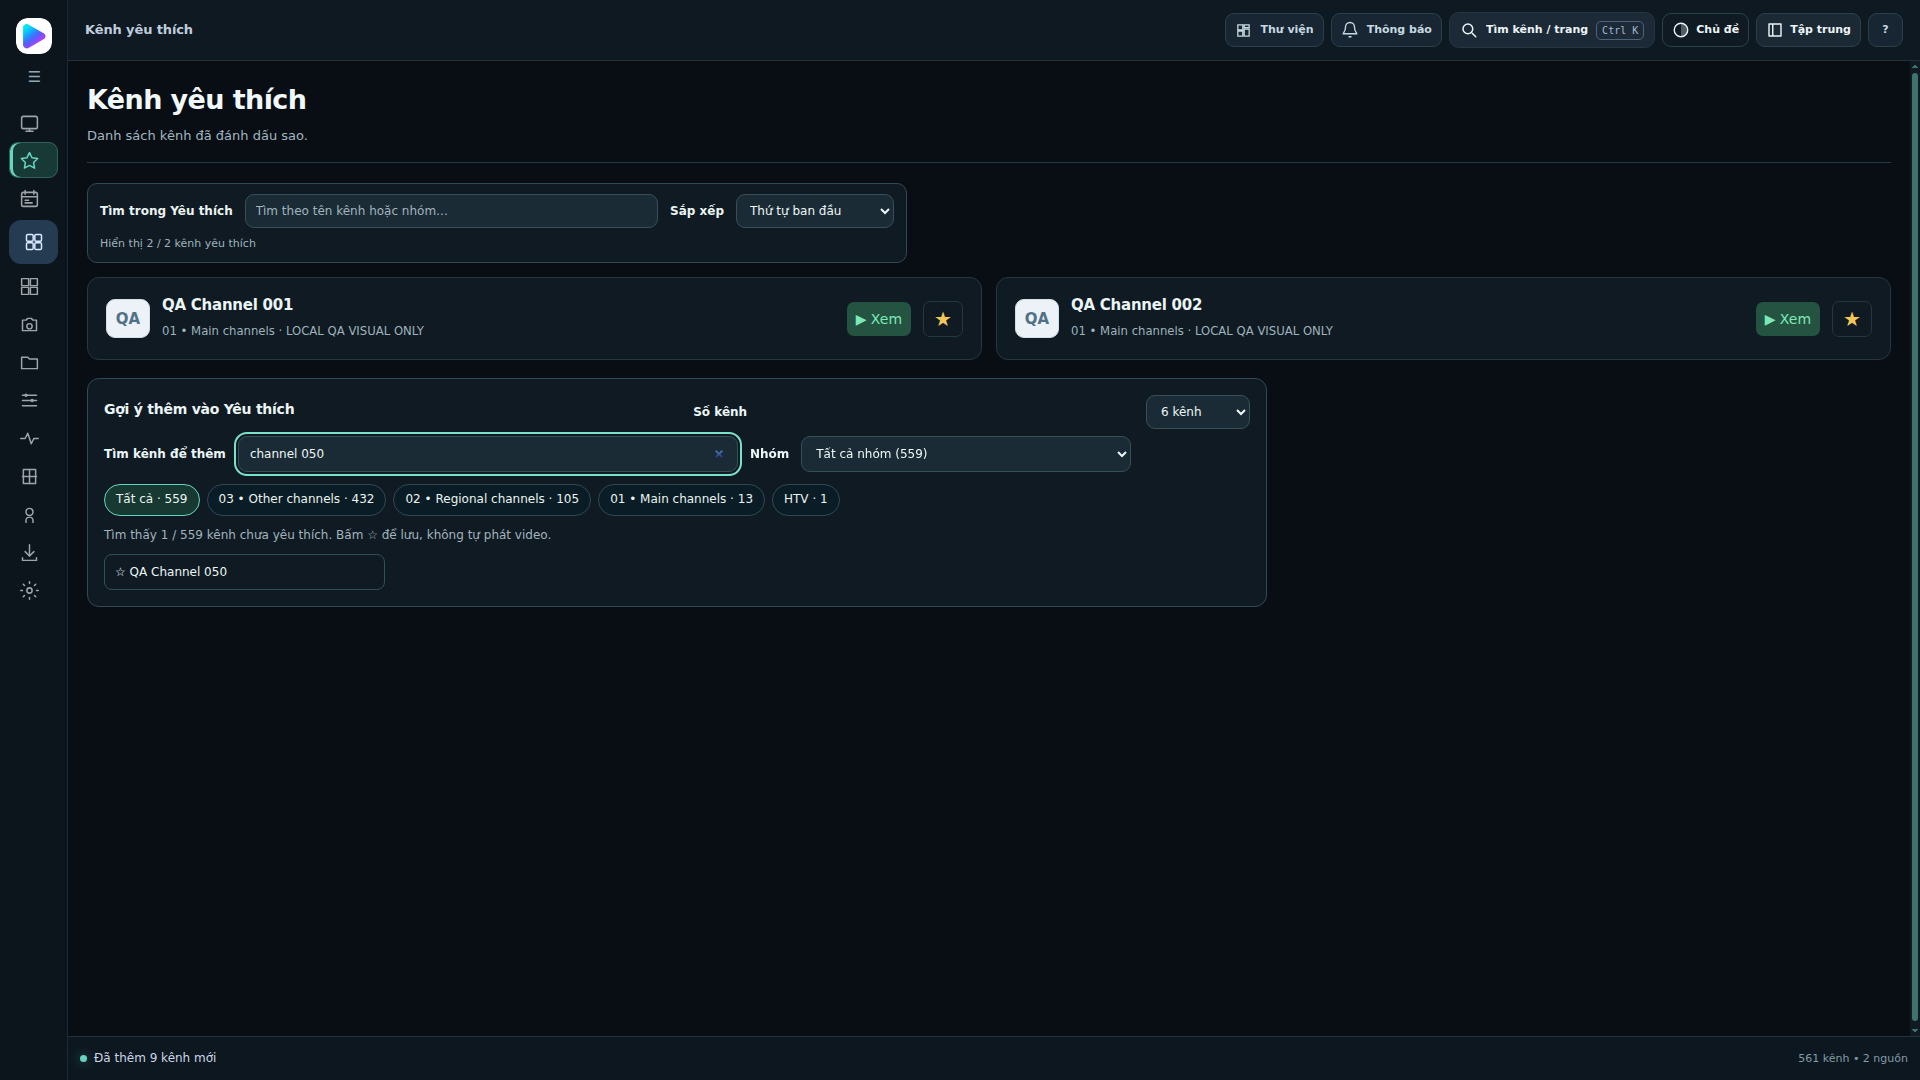 Kênh yêu thích
Thư viện
Thông báo
Tìm kênh / trang Ctrl K
Chủ đề
Tập trung
?
Kênh yêu thích
Danh sách kênh đã đánh dấu sao.
Tìm trong Yêu thích Tìm theo tên kênh hoặc nhóm... Sắp xếp Thứ tự ban đầu
Hiển thị 2 / 2 kênh yêu thích
QA QA Channel 001
01 • Main channels · LOCAL QA VISUAL ONLY
▶ Xem ★
QA QA Channel 002
01 • Main channels · LOCAL QA VISUAL ONLY
▶ Xem ★
Gợi ý thêm vào Yêu thích Số kênh 6 kênh
Tìm kênh để thêm channel 050 Nhóm Tất cả nhóm (559)
Tất cả · 559 03 • Other channels · 432 02 • Regional channels · 105 01 • Main channels · 13 HTV · 1
Tìm thấy 1 / 559 kênh chưa yêu thích. Bấm ☆ để lưu, không tự phát video.
☆ QA Channel 050
Đã thêm 9 kênh mới
561 kênh • 2 nguồn